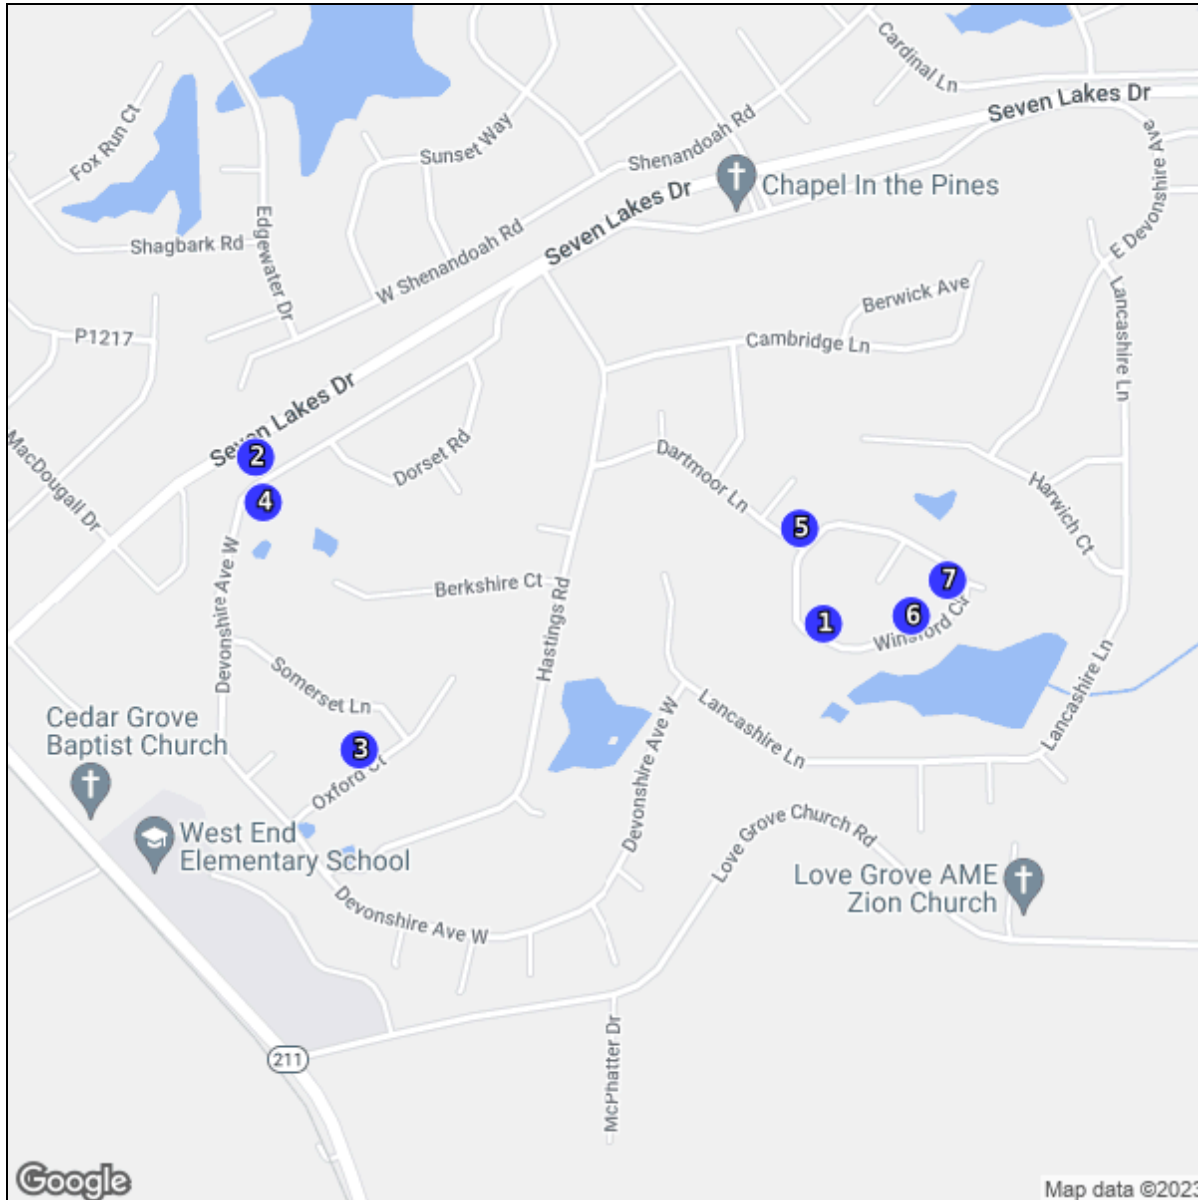 Cardinal Ln
Seven Lakes Dr
Fox Run Ct
Sunset Way
Shenandoah Rd
E Devonshire Ave
Chapel In the Pines
Seven Lakes Dr
Edgewater Dr
Shagbark Rd
W Shenandoah Rd
Berwick Ave
Lancashire Ln
P1217
Cambridge Ln
Seven Lakes Dr
MacDougall Dr
2
Dorset Rd
Dartmoor Ln
4
5
Harwich Ct
Devonshire Ave W
Berkshire Ct
Hastings Rd
7
6
1
Winsford Cir
Somerset Ln
Lancashire Ln
Lancashire Ln
Cedar Grove
Baptist Church
3
Oxford Ct
Devonshire Ave W
West End
Elementary School
Love Grove Church Rd
Love Grove AME
Zion Church
Devonshire Ave W
211
McPhatter Dr
Google
Map data ©2023